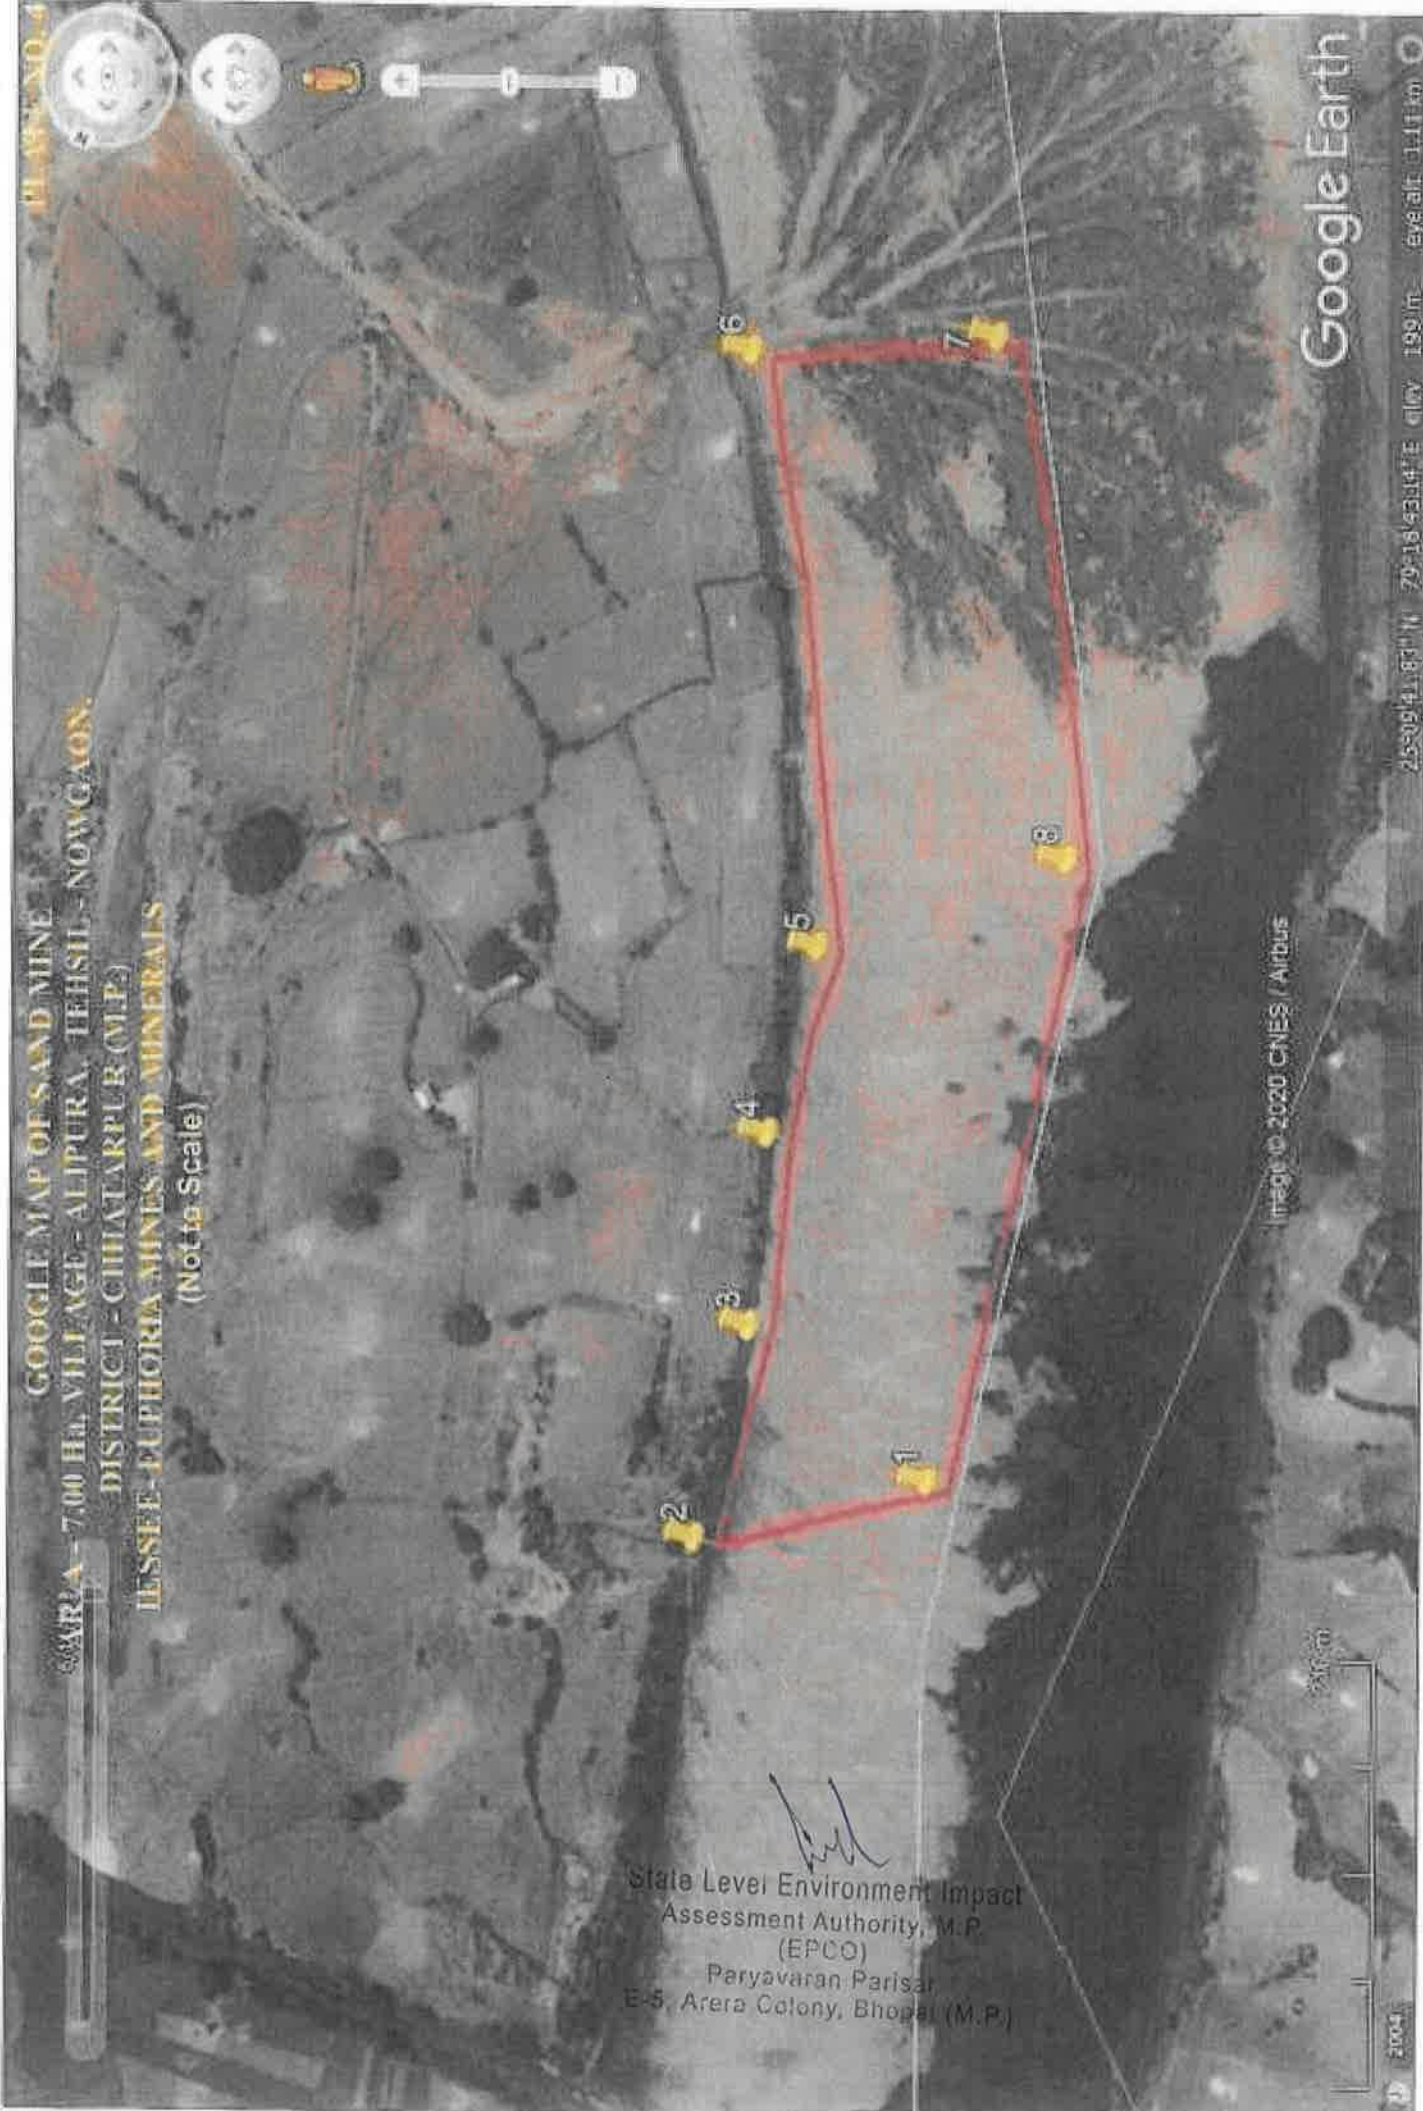 PLAN NO. 4
GOOGLE MAP OF SAND MINE
AREA - 7.00 Ha, VILLAGE - ALIPURA, TEHSIL - NOWGAON,
DISTRICT - CHHATARPUR (M.P.)
LESSEE - EUPHORIA MINES AND MINERALS
(Not to Scale)
N
2
3
4
5
6
1
8
7
State Level Environment Impact
Assessment Authority, M.P.
(EPCO)
Paryavaran Parisar
E-5, Arera Colony, Bhopal (M.P.)
Image © 2020 CNES / Airbus
Google Earth
2004
25°09'41.83"N 79°16'43.14"E elev 199 m eye alt 1.11 km